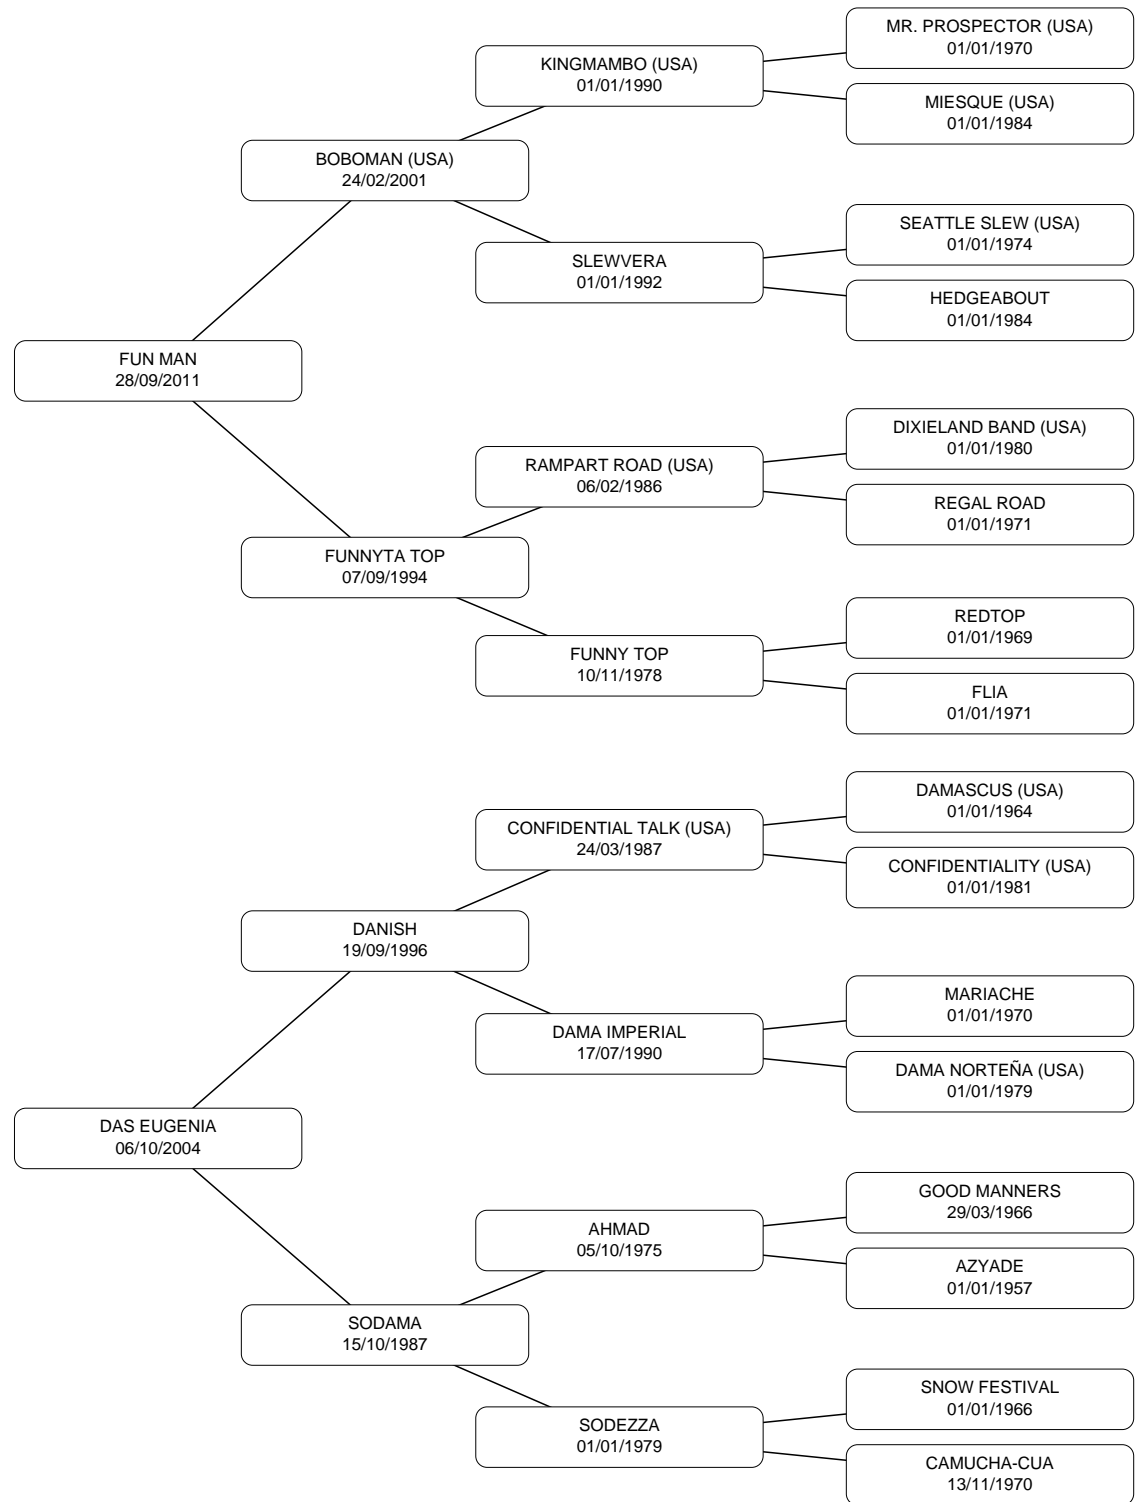 MR. PROSPECTOR (USA)
01/01/1970
KINGMAMBO (USA)
01/01/1990
MIESQUE (USA)
01/01/1984
BOBOMAN (USA)
24/02/2001
SEATTLE SLEW (USA)
01/01/1974
SLEWVERA
01/01/1992
HEDGEABOUT
01/01/1984
FUN MAN
28/09/2011
DIXIELAND BAND (USA)
01/01/1980
RAMPART ROAD (USA)
06/02/1986
REGAL ROAD
01/01/1971
FUNNYTA TOP
07/09/1994
REDTOP
01/01/1969
FUNNY TOP
10/11/1978
FLIA
01/01/1971
DAMASCUS (USA)
01/01/1964
CONFIDENTIAL TALK (USA)
24/03/1987
CONFIDENTIALITY (USA)
01/01/1981
DANISH
19/09/1996
MARIACHE
01/01/1970
DAMA IMPERIAL
17/07/1990
DAMA NORTEÑA (USA)
01/01/1979
DAS EUGENIA
06/10/2004
GOOD MANNERS
29/03/1966
AHMAD
05/10/1975
AZYADE
01/01/1957
SODAMA
15/10/1987
SNOW FESTIVAL
01/01/1966
SODEZZA
01/01/1979
CAMUCHA-CUA
13/11/1970